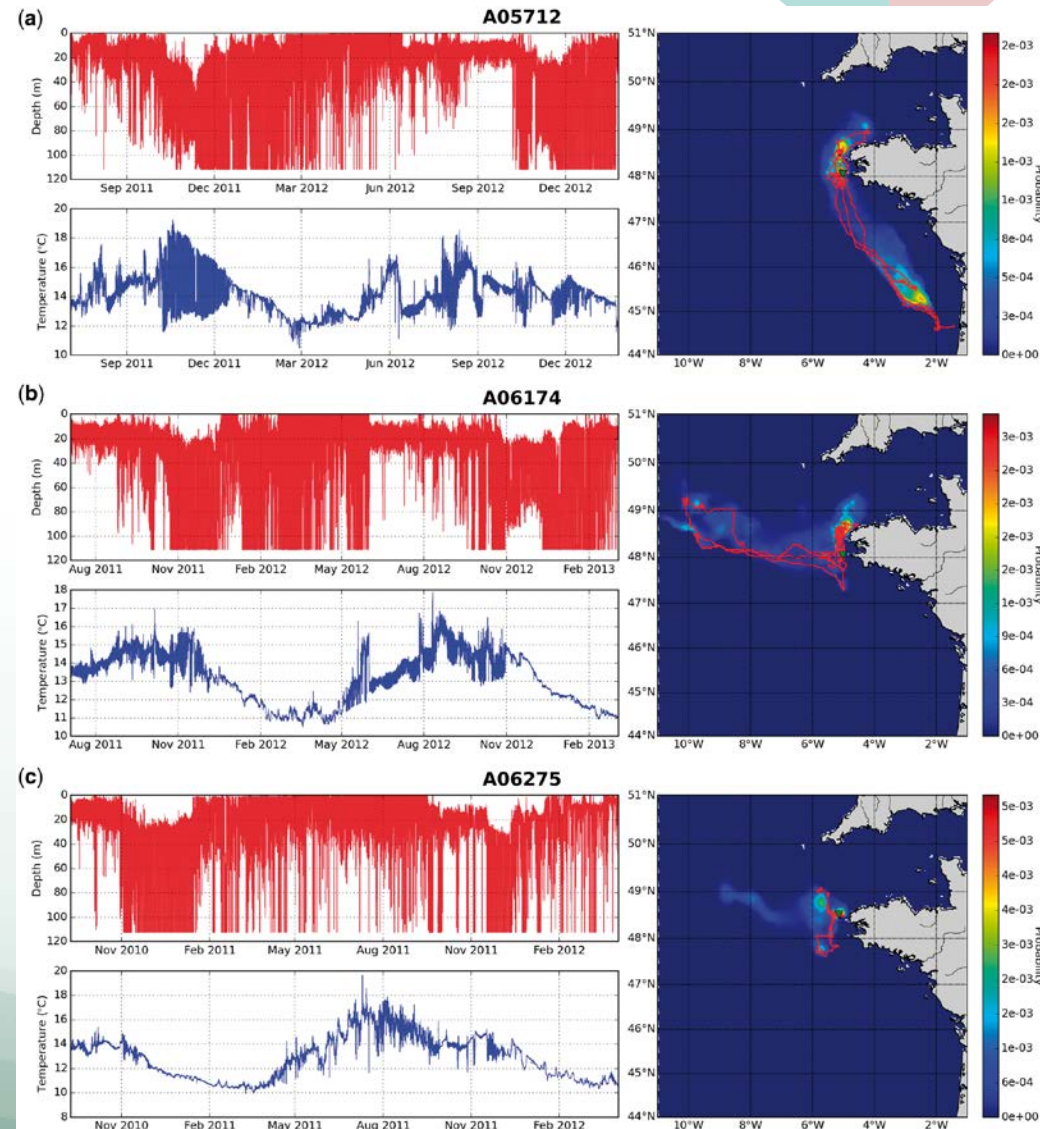 (a)
A05712
0
20
40
60
80
100
120
Depth (m)
Sep 2011 Dec 2011 Mar 2012 Jun 2012 Sep 2012 Dec 2012
20
18
16
14
12
10
Temperature (°C)
Sep 2011 Dec 2011 Mar 2012 Jun 2012 Sep 2012 Dec 2012
51°N
50°N
49°N
48°N
47°N
46°N
45°N
44°N
10°W 8°W 6°W 4°W 2°W
2e-03
2e-03
2e-03
1e-03
1e-03
8e-04
5e-04
3e-04
0e+00
Probability
(b)
A06174
0
20
40
60
80
100
120
Depth (m)
Aug 2011 Nov 2011 Feb 2012 May 2012 Aug 2012 Nov 2012 Feb 2013
18
17
16
15
14
13
12
11
10
Temperature (°C)
Aug 2011 Nov 2011 Feb 2012 May 2012 Aug 2012 Nov 2012 Feb 2013
51°N
50°N
49°N
48°N
47°N
46°N
45°N
44°N
10°W 8°W 6°W 4°W 2°W
3e-03
2e-03
2e-03
2e-03
1e-03
1e-03
9e-04
6e-04
3e-04
0e+00
Probability
(c)
A06275
0
20
40
60
80
100
120
Depth (m)
Nov 2010 Feb 2011 May 2011 Aug 2011 Nov 2011 Feb 2012
20
18
16
14
12
10
8
Temperature (°C)
Nov 2010 Feb 2011 May 2011 Aug 2011 Nov 2011 Feb 2012
51°N
50°N
49°N
48°N
47°N
46°N
45°N
44°N
10°W 8°W 6°W 4°W 2°W
5e-03
5e-03
4e-03
4e-03
3e-03
2e-03
2e-03
1e-03
6e-04
0e+00
Probability